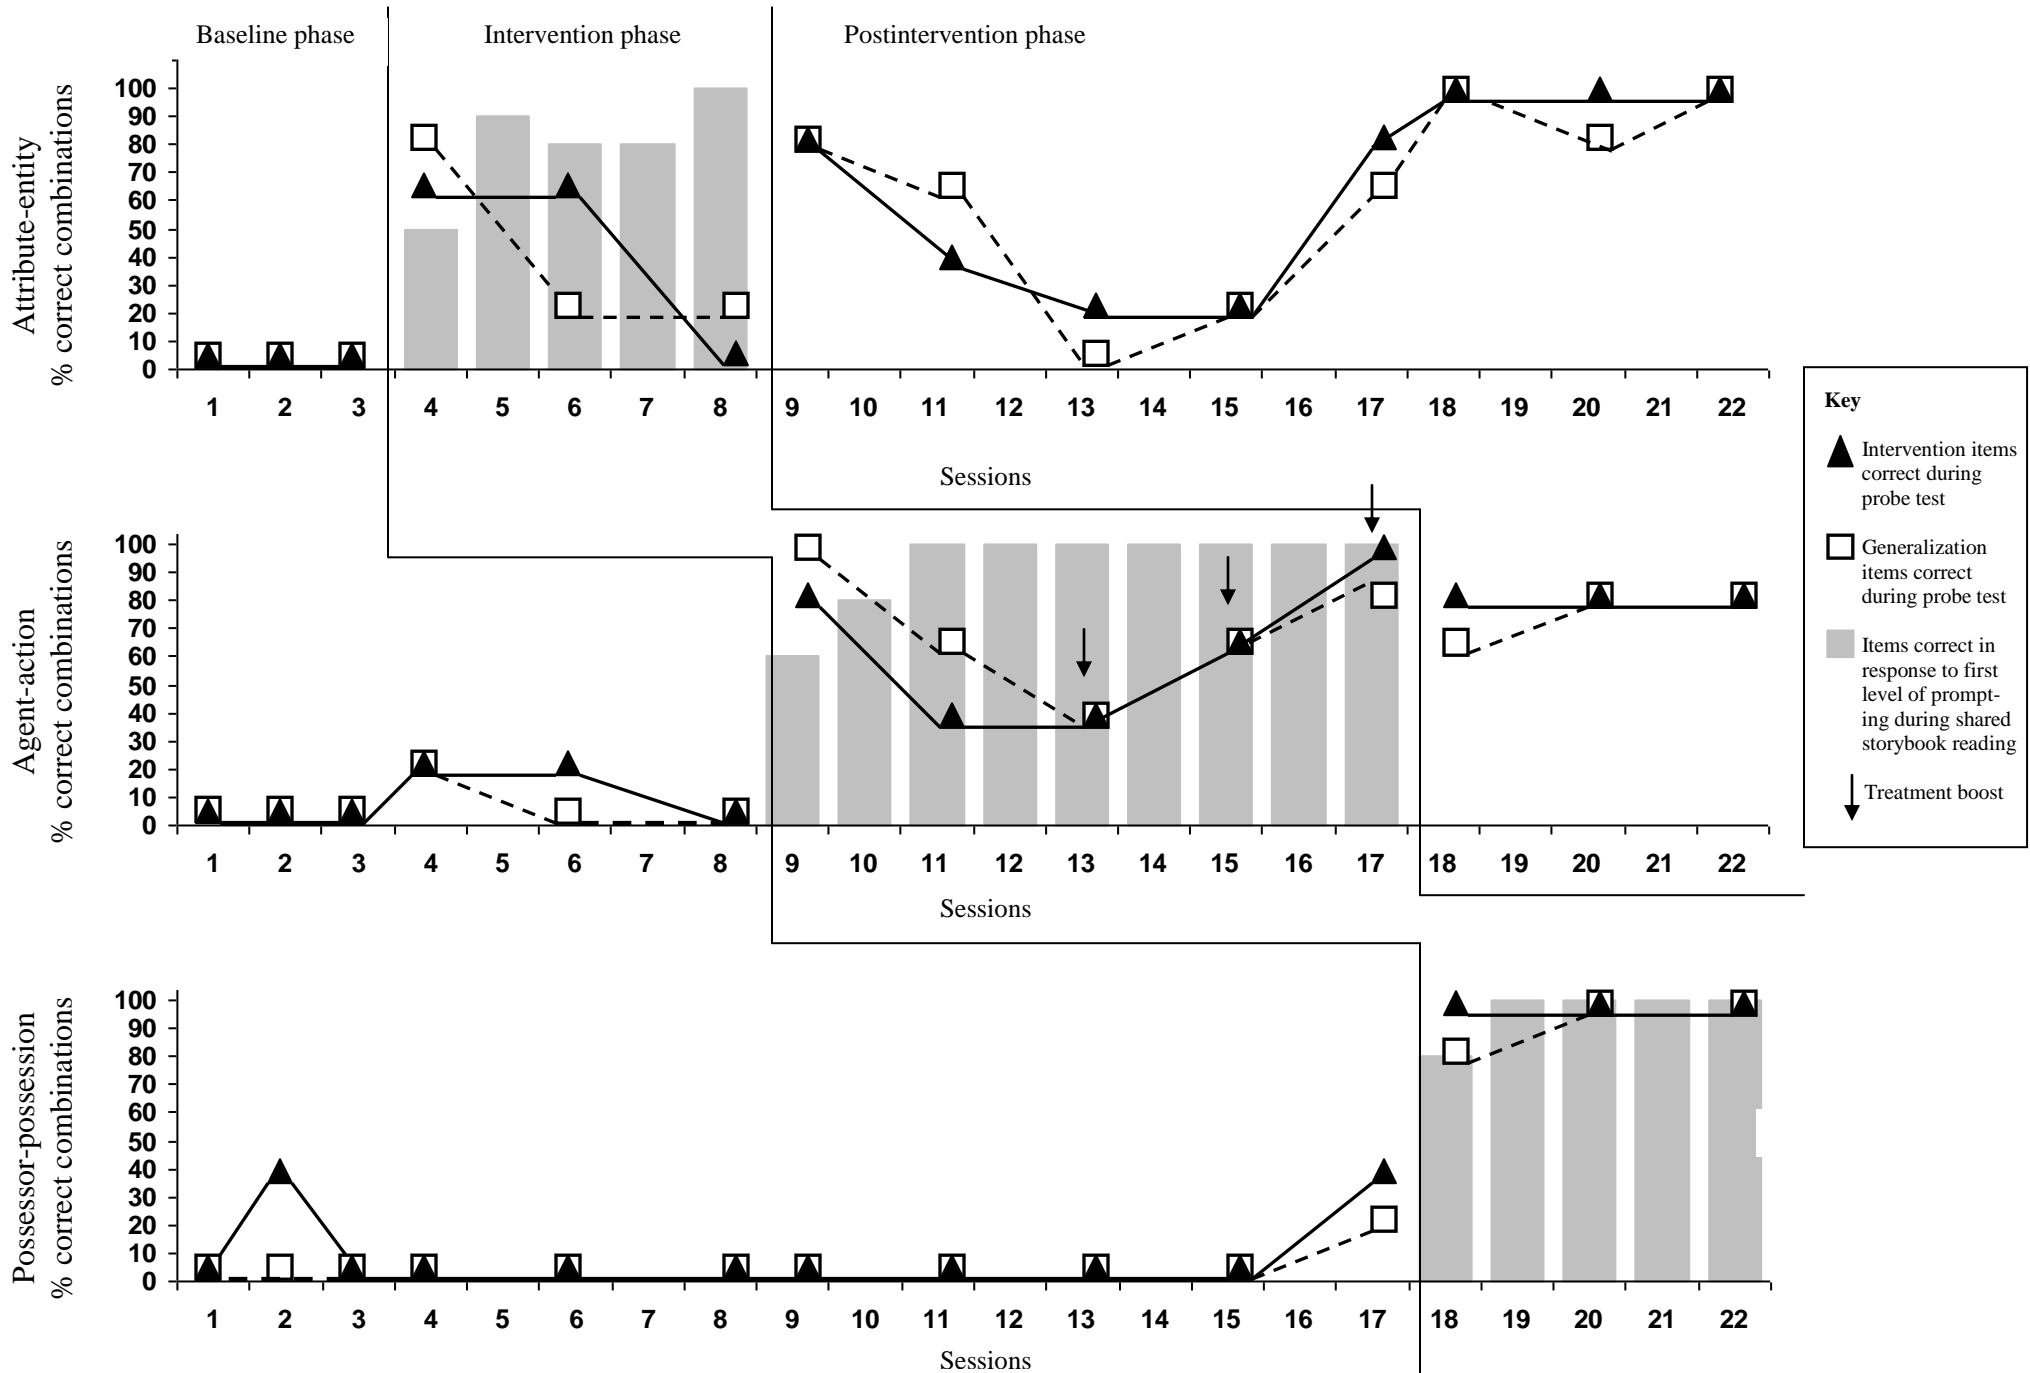 Baseline phase
Intervention phase
Postintervention phase
Attribute-entity
% correct combinations
100
90
80
70
60
50
40
30
20
10
0
1 2 3 4 5 6 7 8 9 10 11 12 13 14 15 16 17 18 19 20 21 22
Sessions
Agent-action
% correct combinations
100
90
80
70
60
50
40
30
20
10
0
1 2 3 4 5 6 7 8 9 10 11 12 13 14 15 16 17 18 19 20 21 22
Sessions
Possessor-possession
% correct combinations
100
90
80
70
60
50
40
30
20
10
0
1 2 3 4 5 6 7 8 9 10 11 12 13 14 15 16 17 18 19 20 21 22
Sessions
Key
Intervention items
correct during
probe test
Generalization
items correct
during probe test
Items correct in
response to first
level of prompt-
ing during shared
storybook reading
Treatment boost